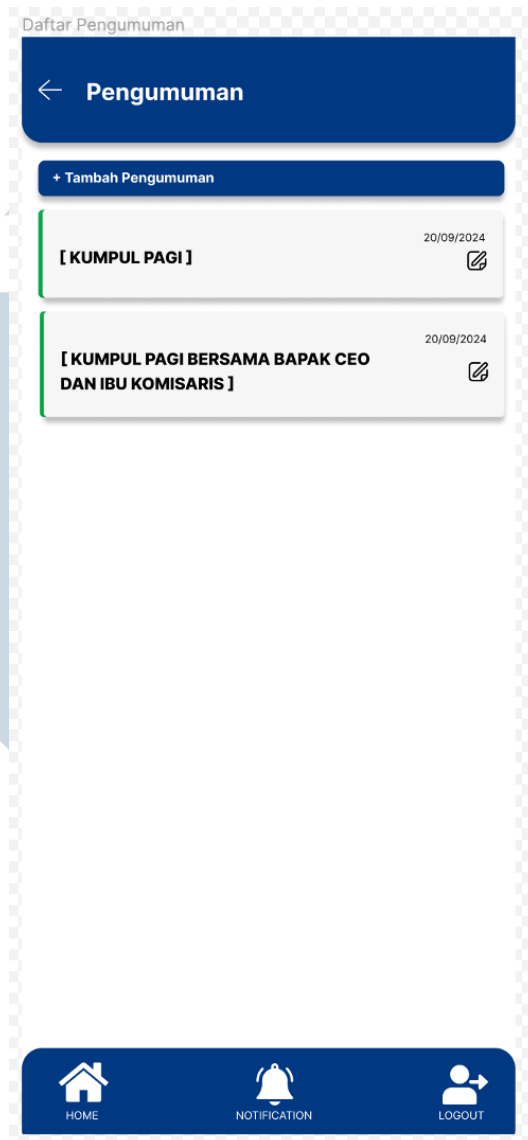 Daftar Pengumuman
Pengumuman
+ Tambah Pengumuman
20/09/2024
[ KUMPUL PAGI ]
20/09/2024
[ KUMPUL PAGI BERSAMA BAPAK CEO
DAN IBU KOMISARIS ]
HOME
NOTIFICATION
LOGOUT